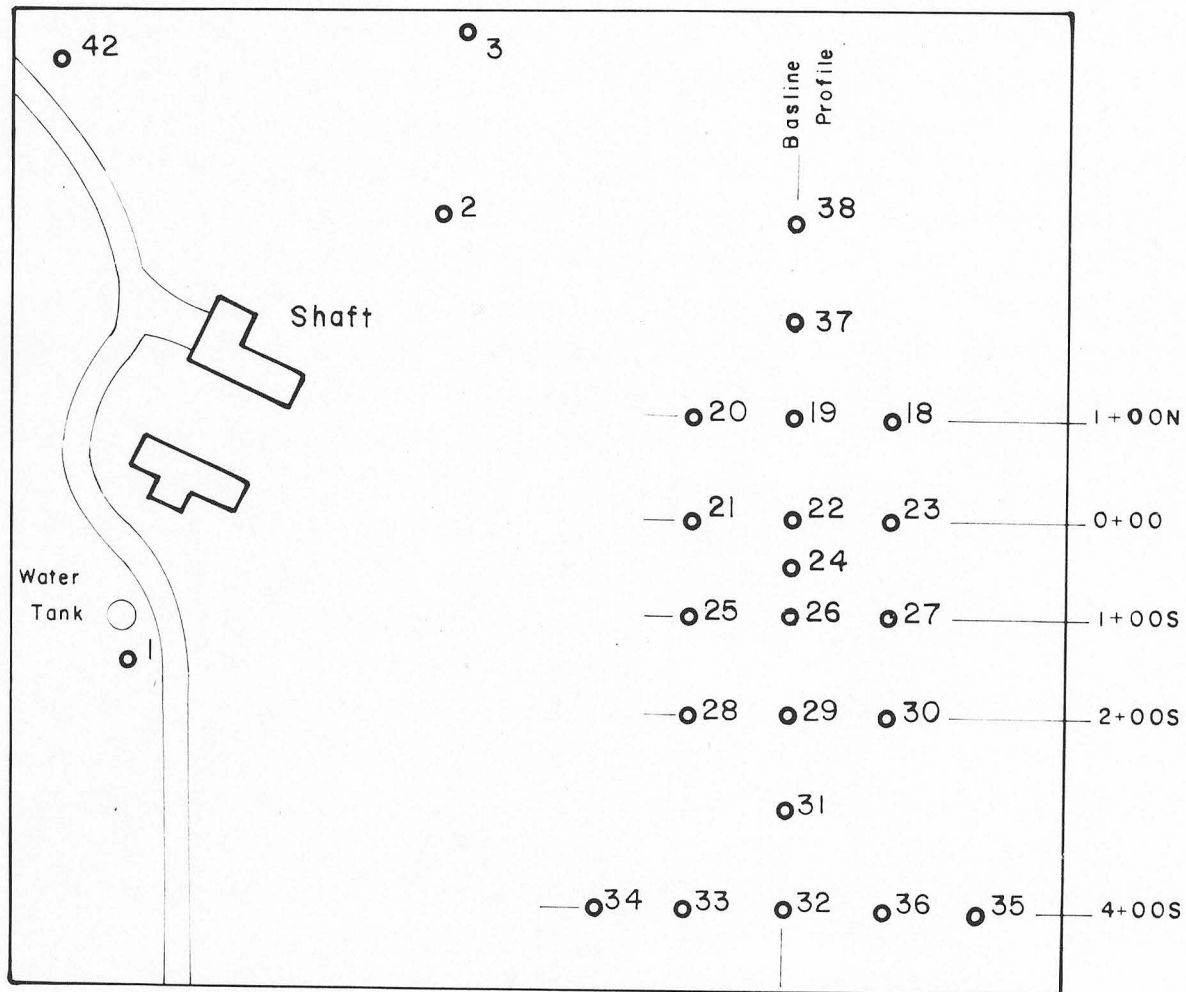 42
3
Basline
Profile
2
38
37
Shaft
20 19 18 1+00N
21 22 23 0+00
24
Water
Tank
25 26 27 1+00S
1
28 29 30 2+00S
31
34 33 32 36 35 4+00S